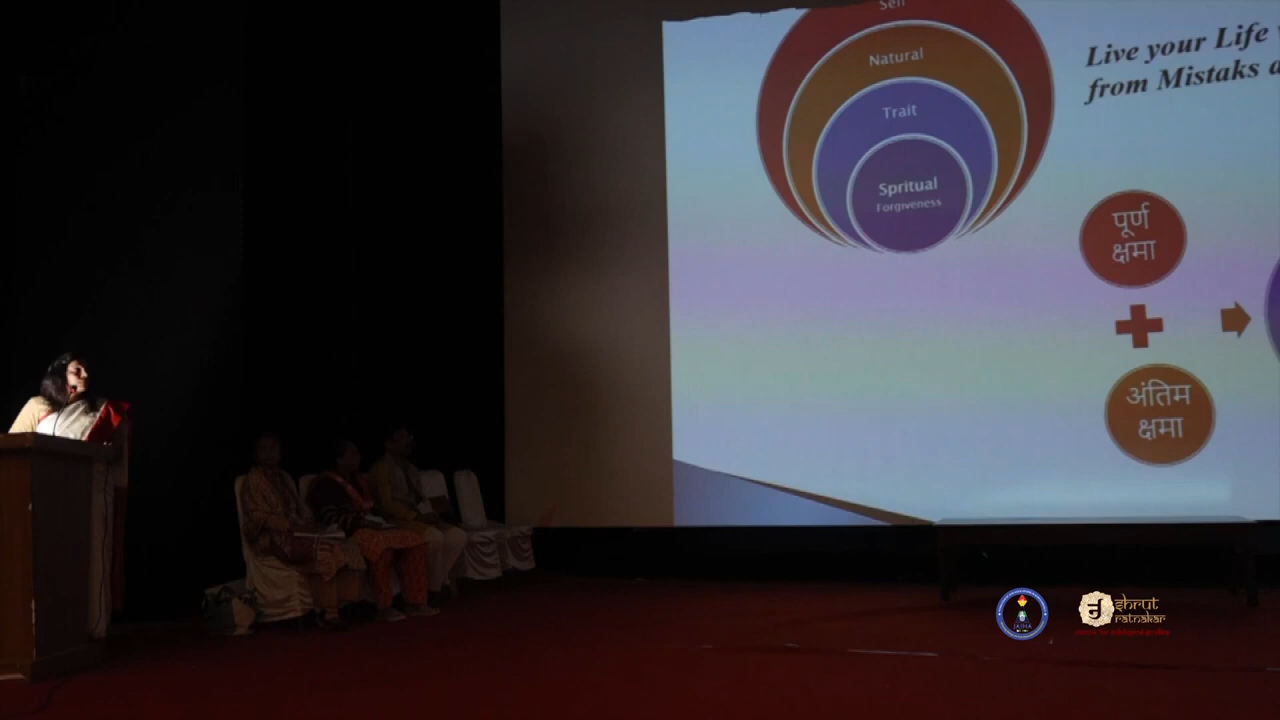 Self
Natural
Trait
Spritual
Forgiveness
Live your Life
from Mistaks
पूर्ण
क्षमा
अंतिम
क्षमा
shrut
ratnakar